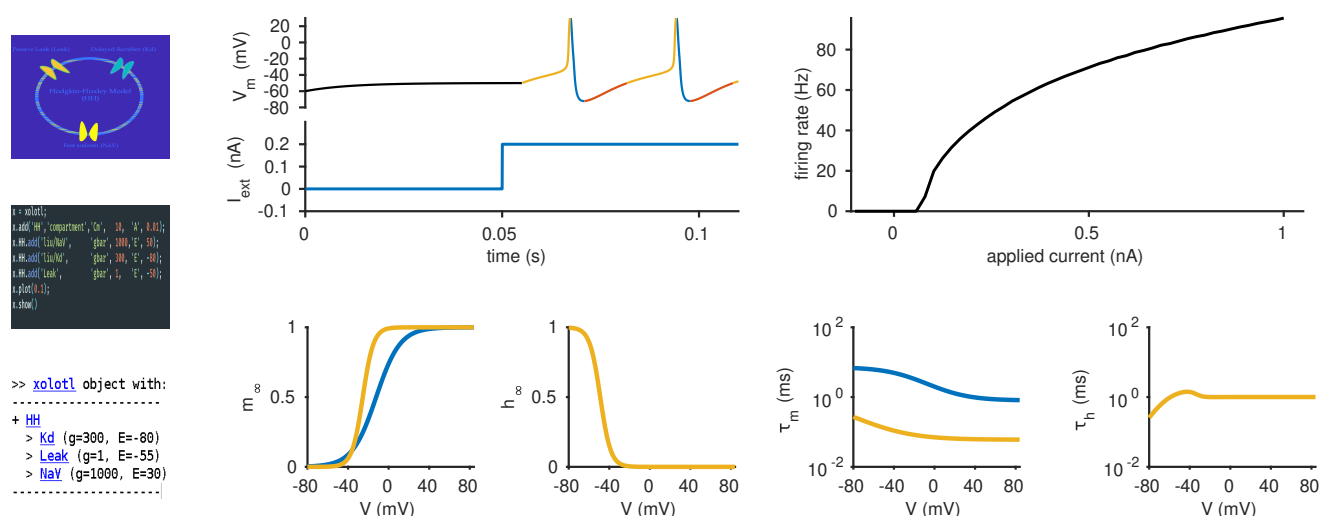 Passive Leak (Leak)
Delayed Rectifier (Kd)
Hodgkin-Huxley Model
(HH)
Fast sodium (NaV)
x = xolotl;
x.add('HH','compartment','Cm', 10, 'A', 0.01);
x.HH.add('liu/NaV', 'gbar', 1000,'E', 50);
x.HH.add('liu/Kd', 'gbar', 300, 'E', -80);
x.HH.add('Leak', 'gbar', 1, 'E', -50);
x.plot(0.1);
x.show()
>> xolotl object with:
---------------------
+ HH
> Kd (g=300, E=-80)
> Leak (g=1, E=-55)
> NaV (g=1000, E=30)
---------------------
V_m (mV)
20
0
-20
-40
-60
-80
I_ext (nA)
0.2
0.1
0
-0.1
0
0.05
0.1
time (s)
firing rate (Hz)
80
60
40
20
0
0
0.5
1
applied current (nA)
m_∞
1
0.5
0
-80
-40
0
40
80
V (mV)
h_∞
1
0.5
0
-80
-40
0
40
80
V (mV)
τ_m (ms)
10^2
10^0
10^-2
-80
-40
0
40
80
V (mV)
τ_h (ms)
10^2
10^0
10^-2
-80
-40
0
40
80
V (mV)